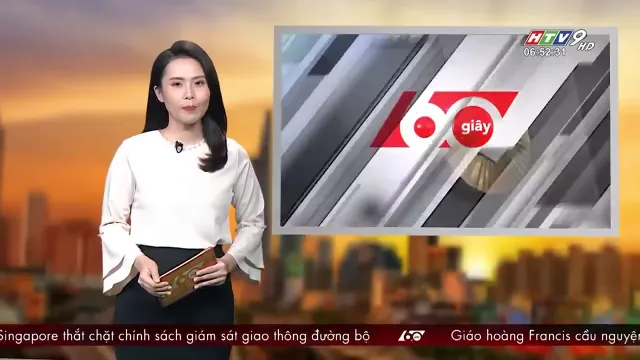 HTV9 HD
06:52:31
60 giây
Singapore thắt chặt chính sách giám sát giao thông đường bộ 60 Giáo hoàng Francis cầu nguyện